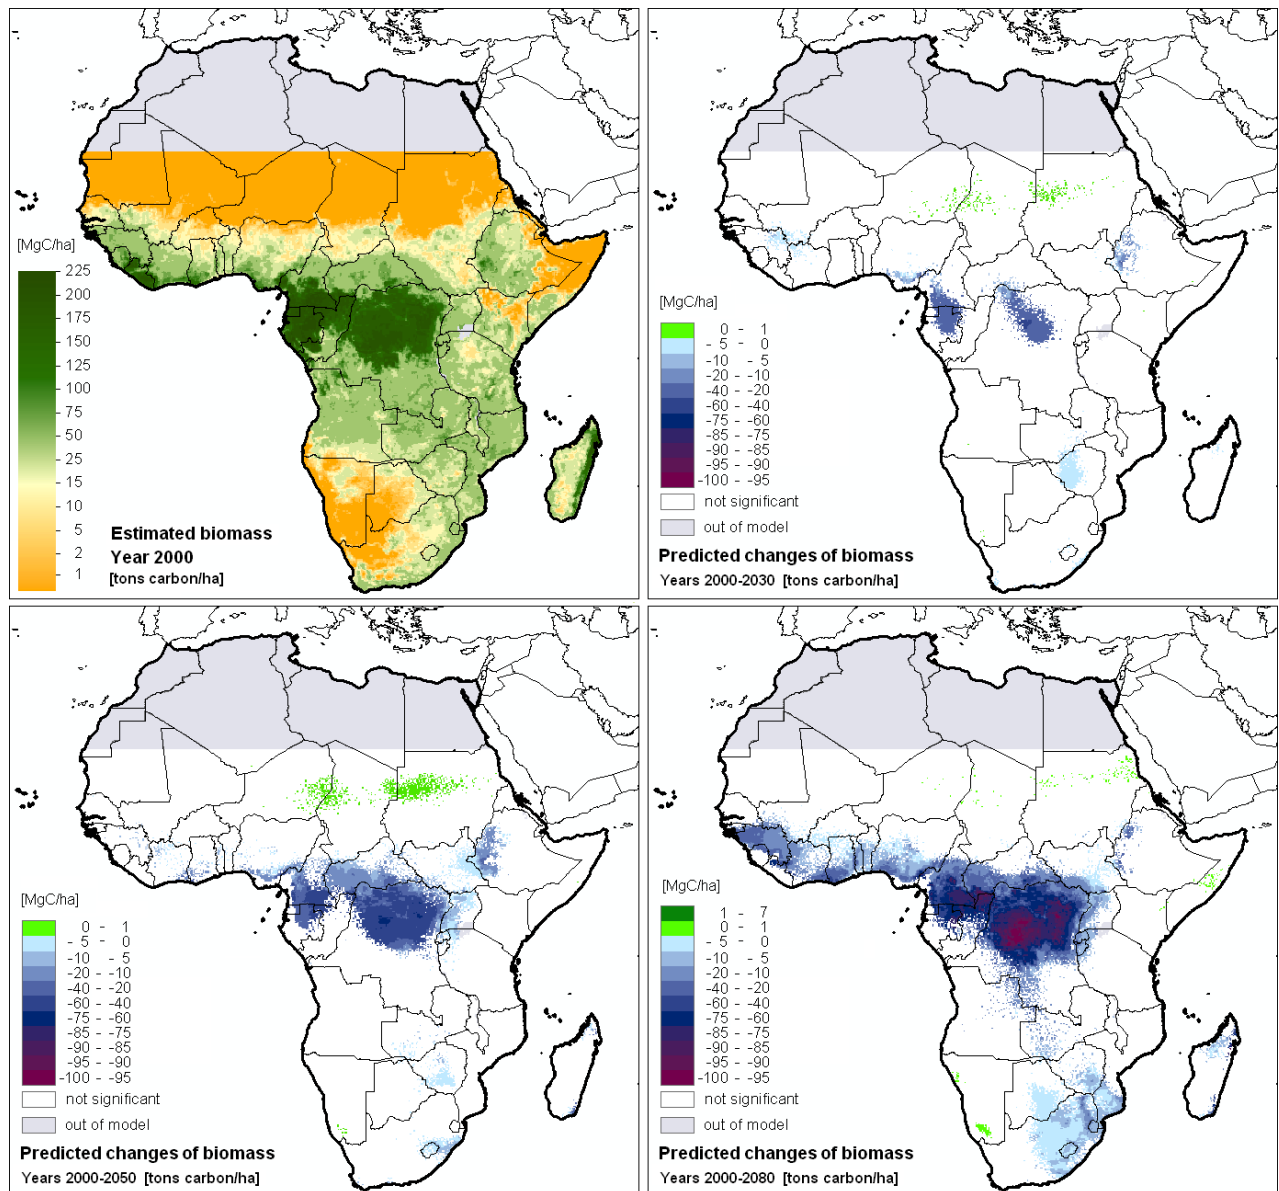 [MgC/ha]
225
200
175
150
125
100
75
50
25
15
10
5
2
1
Estimated biomass
Year 2000
[tons carbon/ha]
[MgC/ha]
0 - 1
- 5 - 0
-10 - - 5
-20 - -10
-40 - -20
-60 - -40
-75 - -60
-85 - -75
-90 - -85
-95 - -90
-100 - -95
not significant
out of model
Predicted changes of biomass
Years 2000-2030 [tons carbon/ha]
[MgC/ha]
0 - 1
- 5 - 0
-10 - - 5
-20 - -10
-40 - -20
-60 - -40
-75 - -60
-85 - -75
-90 - -85
-95 - -90
-100 - -95
not significant
out of model
Predicted changes of biomass
Years 2000-2050 [tons carbon/ha]
[MgC/ha]
1 - 7
0 - 1
- 5 - 0
-10 - - 5
-20 - -10
-40 - -20
-60 - -40
-75 - -60
-85 - -75
-90 - -85
-95 - -90
-100 - -95
not significant
out of model
Predicted changes of biomass
Years 2000-2080 [tons carbon/ha]